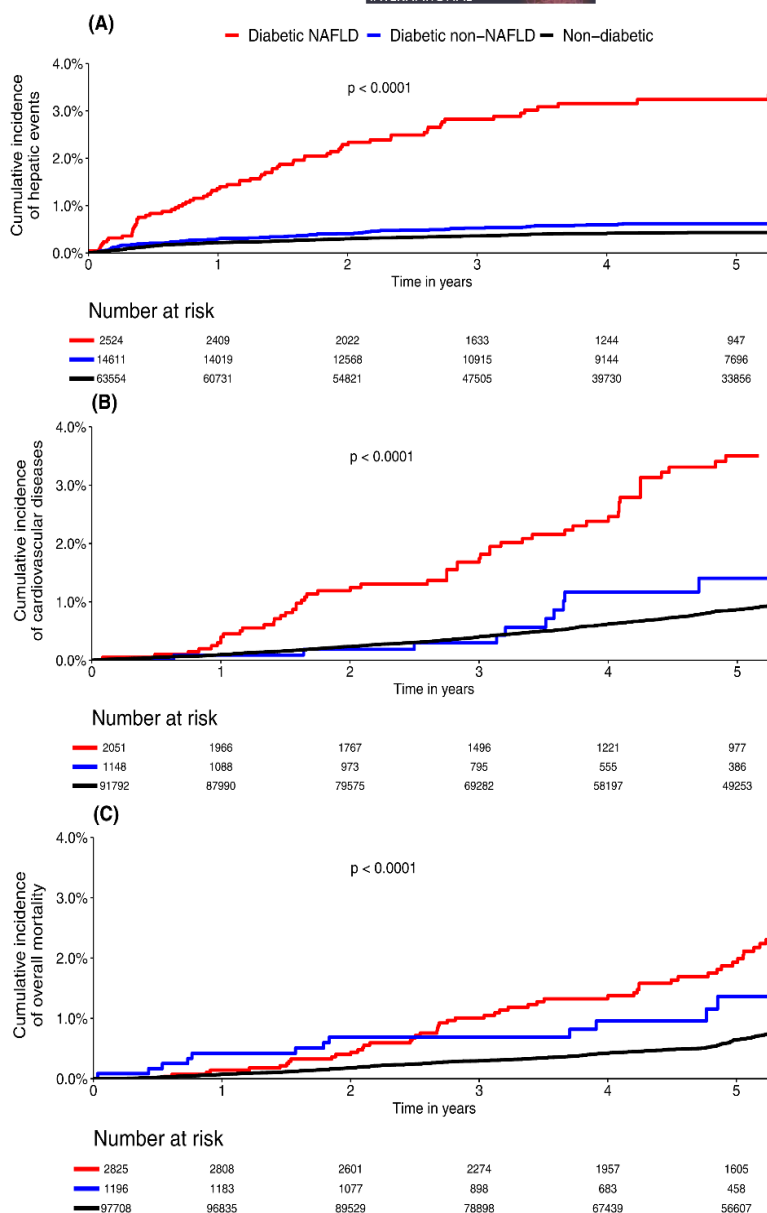 (A)
Diabetic NAFLD Diabetic non−NAFLD Non−diabetic
4.0%
p < 0.0001
3.0%
2.0%
1.0%
0.0%
Cumulative incidence
of hepatic events
0 1 2 3 4 5
Time in years
Number at risk
2524 2409 2022 1633 1244 947
14611 14019 12568 10915 9144 7696
63554 60731 54821 47505 39730 33856
(B)
4.0%
p < 0.0001
3.0%
2.0%
1.0%
0.0%
Cumulative incidence
of cardiovascular diseases
0 1 2 3 4 5
Time in years
Number at risk
2051 1966 1767 1496 1221 977
1148 1088 973 795 555 386
91792 87990 79575 69282 58197 49253
(C)
4.0%
p < 0.0001
3.0%
2.0%
1.0%
0.0%
Cumulative incidence
of overall mortality
0 1 2 3 4 5
Time in years
Number at risk
2825 2808 2601 2274 1957 1605
1196 1183 1077 898 683 458
97708 96835 89529 78898 67439 56607